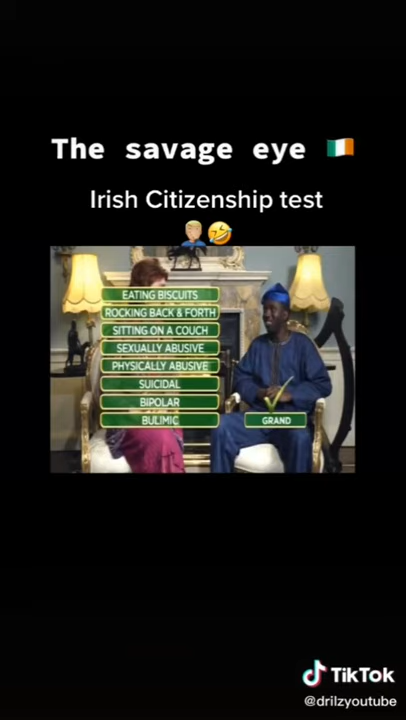 The savage eye 🇮🇪
Irish Citizenship test
🤦🏼‍♂️🤣
EATING BISCUITS
ROCKING BACK & FORTH
SITTING ON A COUCH
SEXUALLY ABUSIVE
PHYSICALLY ABUSIVE
SUICIDAL
BIPOLAR
BULIMIC
GRAND
TikTok
@drilzyoutube